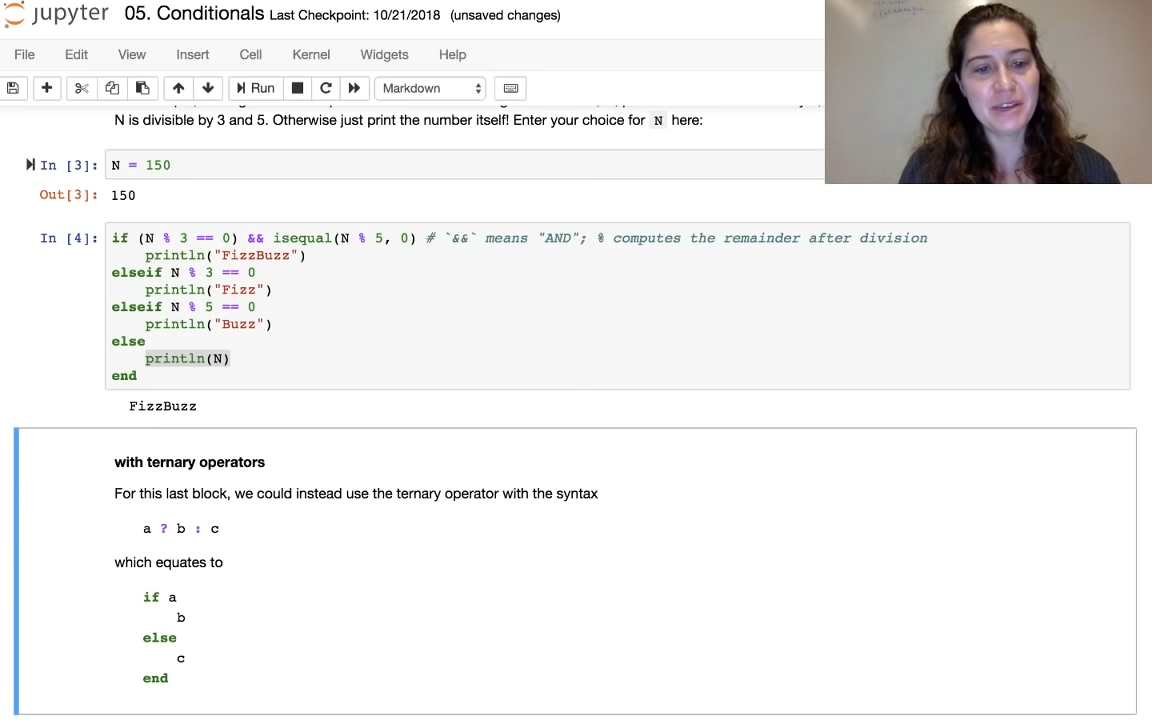 jupyter 05. Conditionals Last Checkpoint: 10/21/2018 (unsaved changes)
File Edit View Insert Cell Kernel Widgets Help
Run Markdown
N is divisible by 3 and 5. Otherwise just print the number itself! Enter your choice for N here:
In [3]: N = 150
Out[3]: 150
In [4]: if (N % 3 == 0) && isequal(N % 5, 0) # `&&` means "AND"; % computes the remainder after division
println("FizzBuzz")
elseif N % 3 == 0
println("Fizz")
elseif N % 5 == 0
println("Buzz")
else
println(N)
end
FizzBuzz
with ternary operators
For this last block, we could instead use the ternary operator with the syntax
a ? b : c
which equates to
if a
b
else
c
end